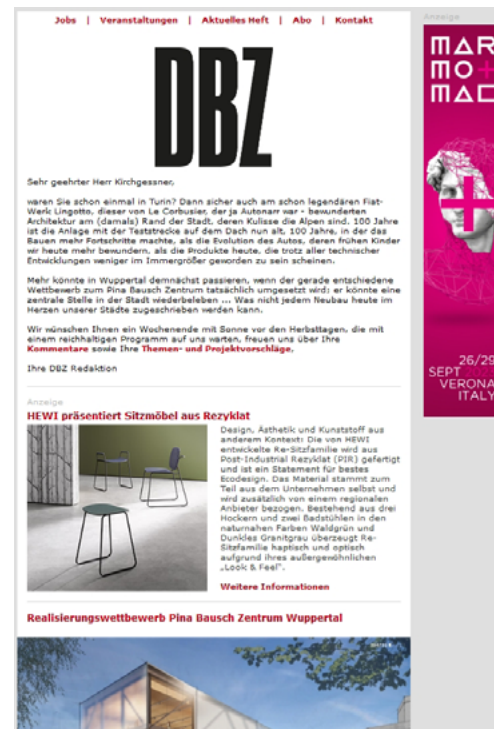 Jobs | Veranstaltungen | Aktuelles Heft | Abo | Kontakt
DBZ
Sehr geehrter Herr Kirchgessner,
waren Sie schon einmal in Turin? Dann sicher auch am schon legendären Fiat-
Werk Lingotto, dieser von Le Corbusier, der ja Autonarr war - bewunderten
Architektur am (damals) Rand der Stadt, deren Kulisse die Alpen sind. 100 Jahre
ist die Anlage mit der Teststrecke auf dem Dach nun alt, 100 Jahre, in der das
Bauen mehr Fortschritte machte, als die Evolution des Autos, deren frühen Kinder
wir heute mehr bewundern, als die Produkte heute, die trotz aller technischer
Entwicklungen weniger im Immergrößer geworden zu sein scheinen.
Mehr könnte in Wuppertal demnächst passieren, wenn der gerade entschiedene
Wettbewerb zum Pina Bausch Zentrum tatsächlich umgesetzt wird; er könnte eine
zentrale Stelle in der Stadt wiederbeleben ... Was nicht jedem Neubau heute im
Herzen unserer Städte zugeschrieben werden kann.
Wir wünschen Ihnen ein Wochenende mit Sonne vor den Herbsttagen, die mit
einem reichhaltigen Programm auf uns warten, freuen uns über Ihre
Kommentare sowie Ihre Themen- und Projektvorschläge,
Ihre DBZ Redaktion
Anzeige
HEWI präsentiert Sitzmöbel aus Rezyklat
Design, Ästhetik und Kunststoff aus
anderem Kontext: Die von HEWI
entwickelte Re-Sitzfamilie wird aus
Post-Industrial Rezyklat (PIR) gefertigt
und ist ein Statement für bestes
Ecodesign. Das Material stammt zum
Teil aus dem Unternehmen selbst und
wird zusätzlich von einem regionalen
Anbieter bezogen. Bestehend aus drei
Hockern und zwei Badstühlen in den
naturnahen Farben Waldgrün und
Dunkles Granitgrau überzeugt Re-
Sitzfamilie haptisch und optisch
aufgrund ihres außergewöhnlichen
„Look & Feel".
Weitere Informationen
Realisierungswettbewerb Pina Bausch Zentrum Wuppertal
Anzeige
MAR
MO+
MAC
26/29
SEPT
VERONA
ITALY